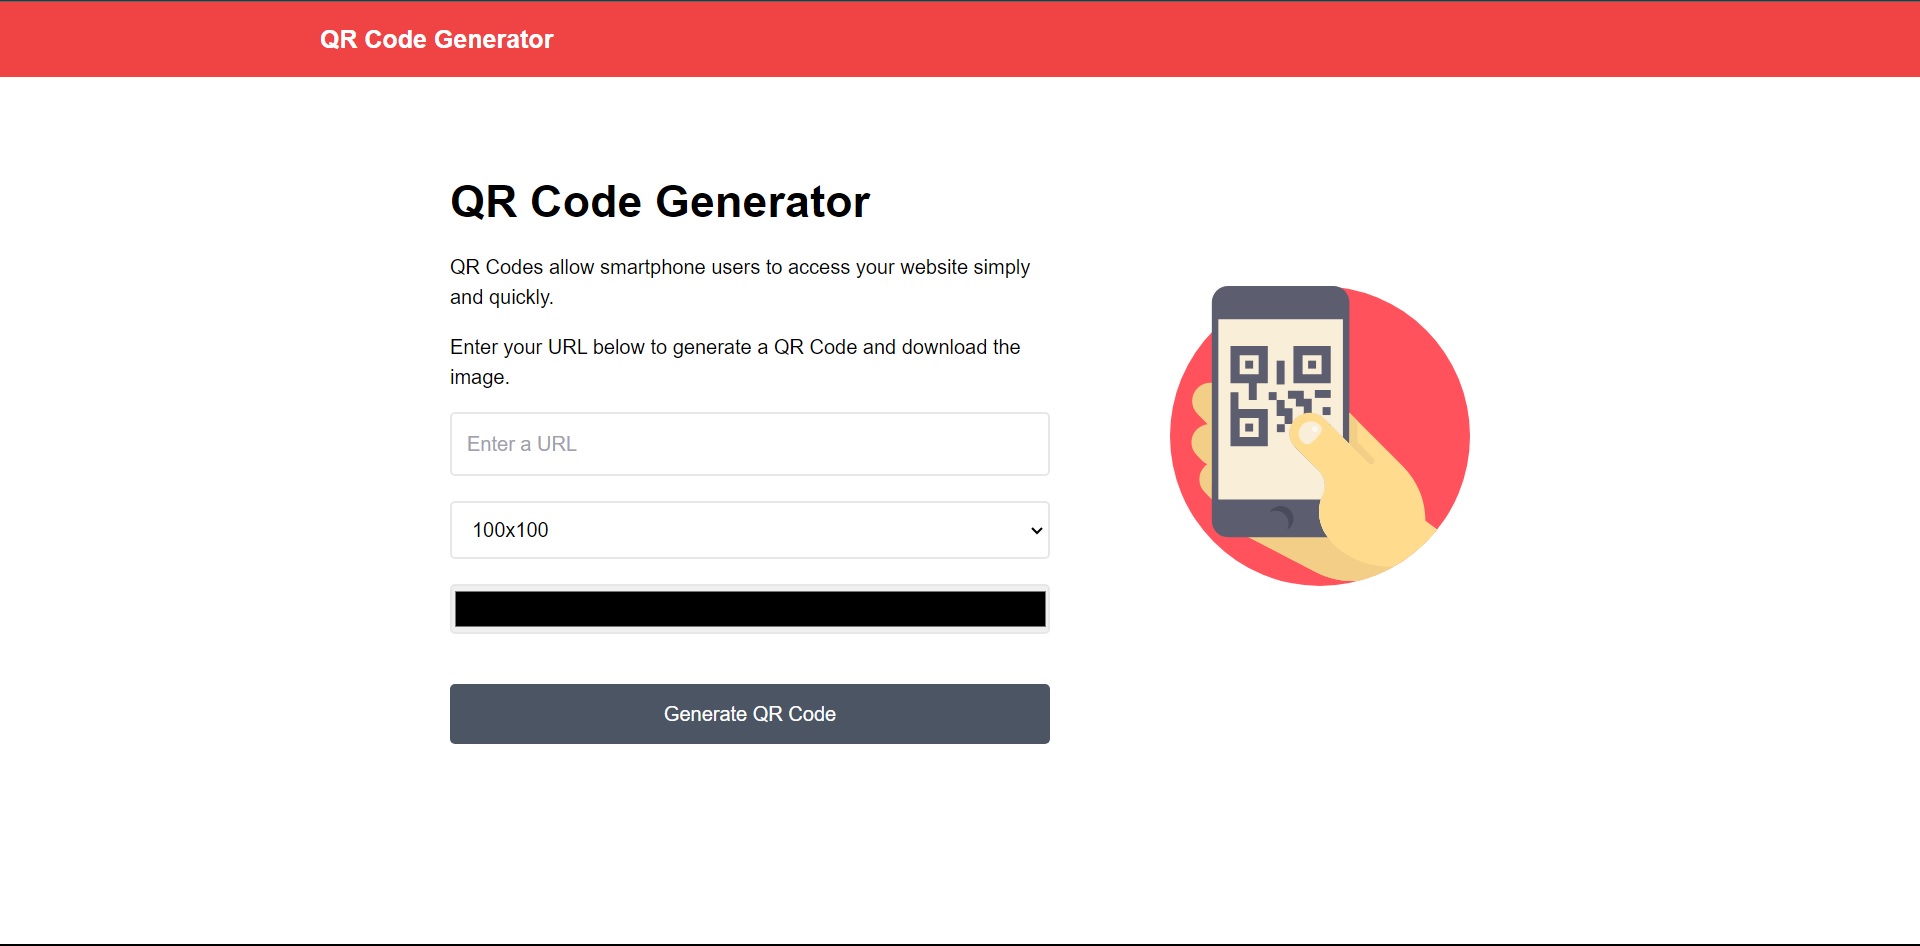 QR Code Generator
QR Code Generator
QR Codes allow smartphone users to access your website simply
and quickly.
Enter your URL below to generate a QR Code and download the
image.
Enter a URL
100x100
Generate QR Code